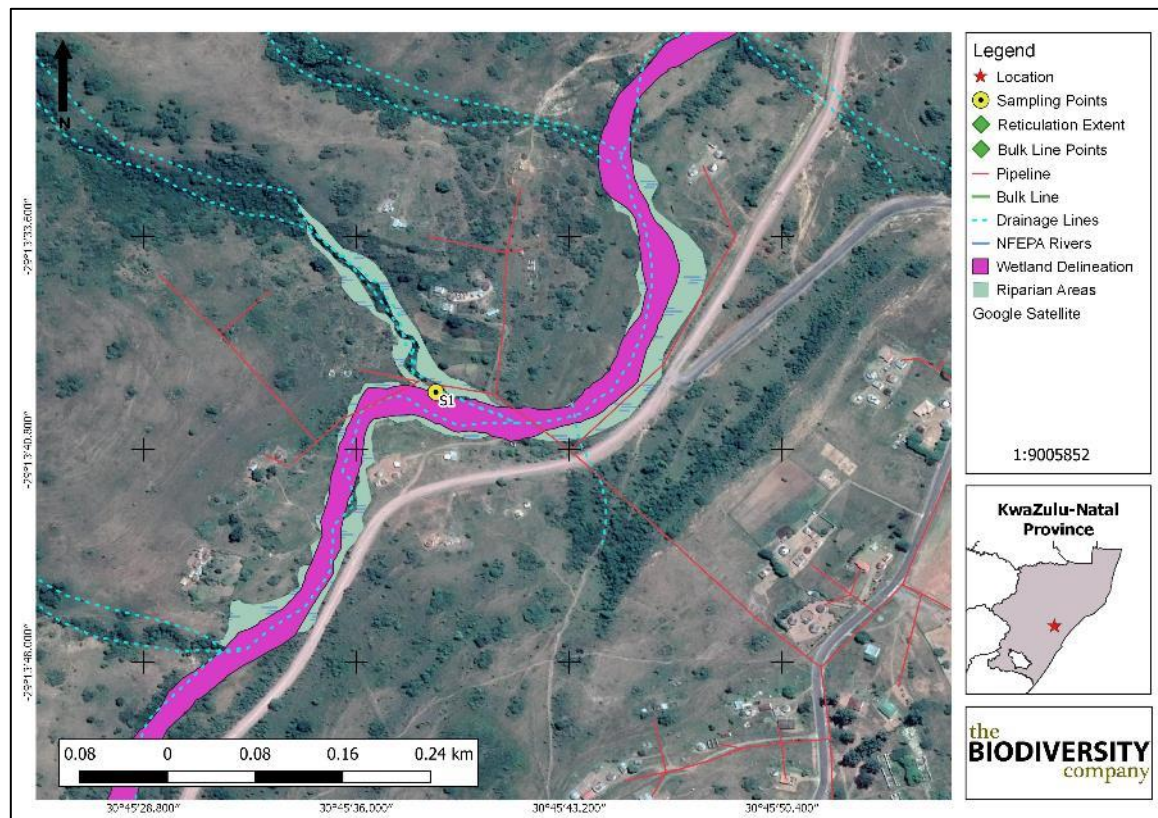 N
S1
-29°13'33.600"
-29°13'40.800"
-29°13'48.000"
0.08 0 0.08 0.16 0.24 km
30°45'28.800" 30°45'36.000" 30°45'43.200" 30°45'50.400"
Legend
Location
Sampling Points
Reticulation Extent
Bulk Line Points
Pipeline
Bulk Line
Drainage Lines
NFEPA Rivers
Wetland Delineation
Riparian Areas
Google Satellite
1:9005852
KwaZulu-Natal
Province
the
BIODIVERSITY
company